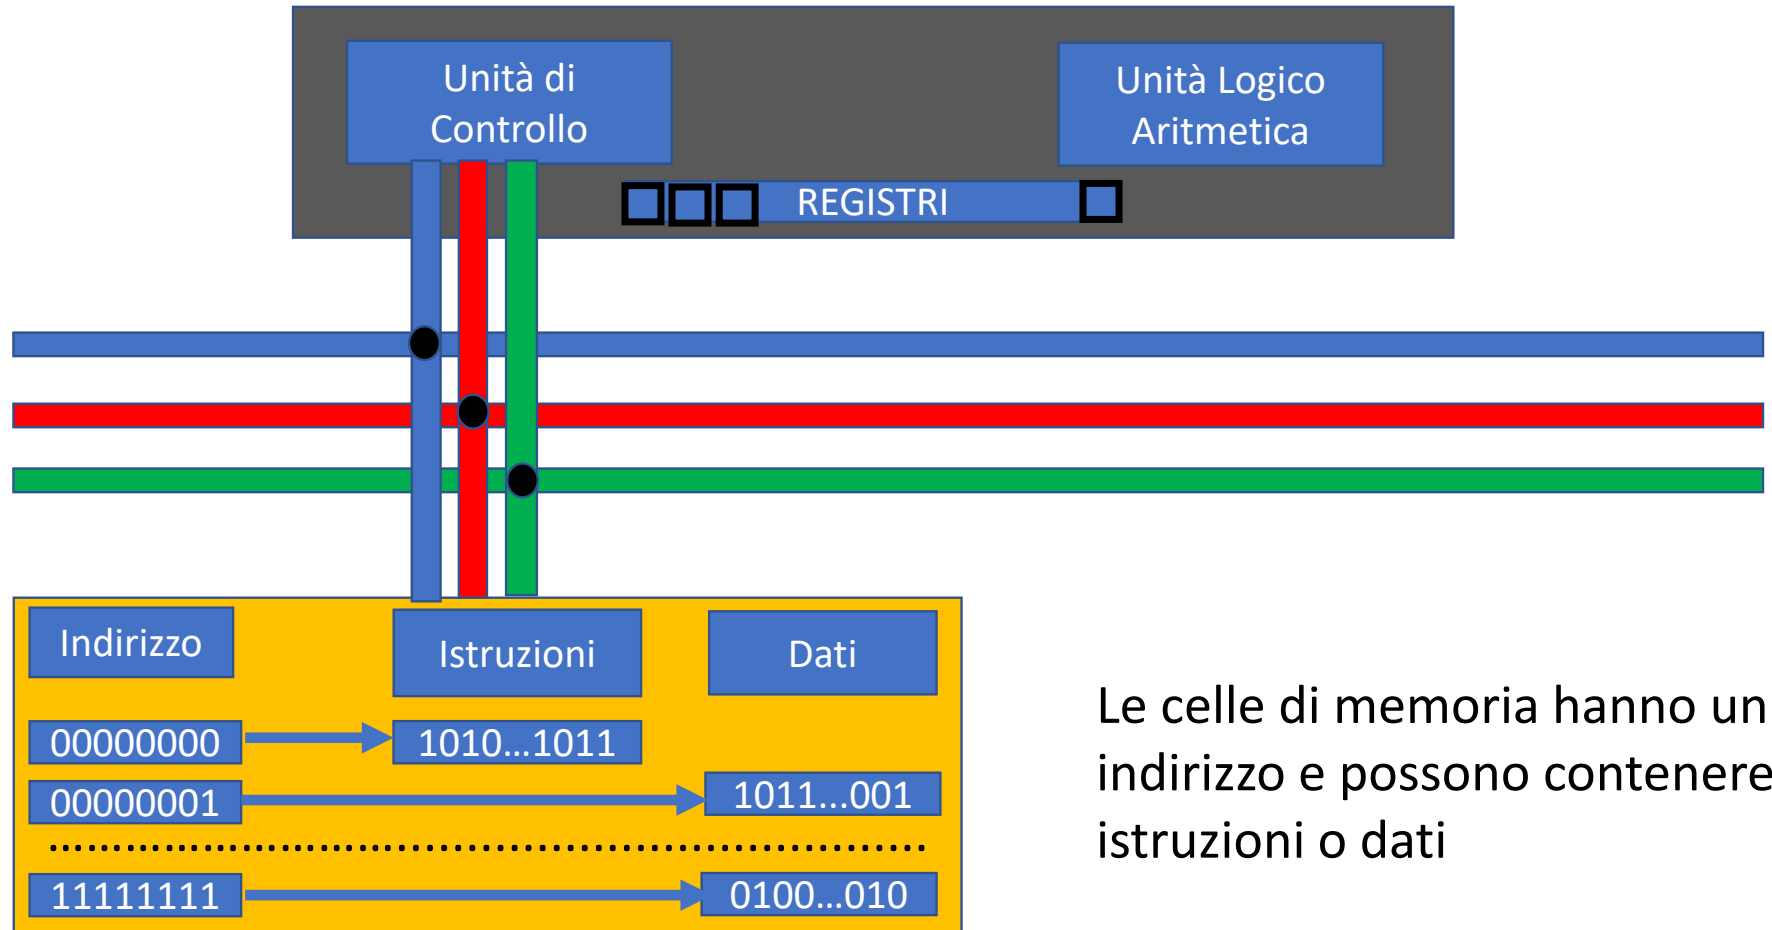 Unità di
Controllo
Unità Logico
Aritmetica
REGISTRI
Indirizzo
Istruzioni
Dati
00000000
1010...1011
00000001
1011...001
11111111
0100...010
Le celle di memoria hanno un
indirizzo e possono contenere
istruzioni o dati